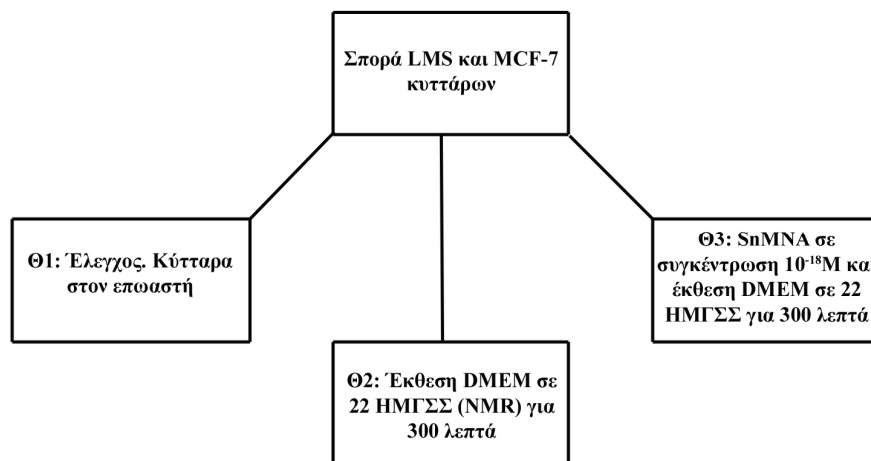 Σπορά LMS και MCF-7
κυττάρων
Θ1: Έλεγχος. Κύτταρα
στον επωαστή
Θ3: SnMNA σε
συγκέντρωση 10⁻¹⁸M και
έκθεση DMEM σε 22
ΗΜΓΣΣ για 300 λεπτά
Θ2: Έκθεση DMEM σε
22 ΗΜΓΣΣ (NMR) για
300 λεπτά